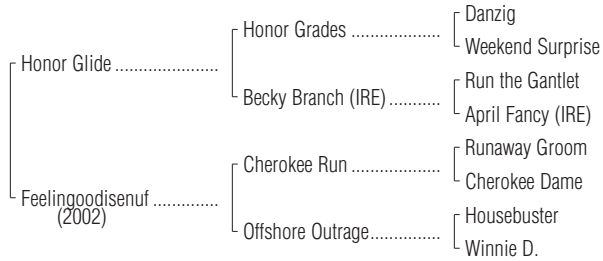 Danzig
Honor Grades ..................
Weekend Surprise
Honor Glide .....................
Run the Gantlet
Becky Branch (IRE) ...........
April Fancy (IRE)
Runaway Groom
Cherokee Run ..................
Cherokee Dame
Feelingoodisenuf ..............
(2002)
Housebuster
Offshore Outrage..............
Winnie D.